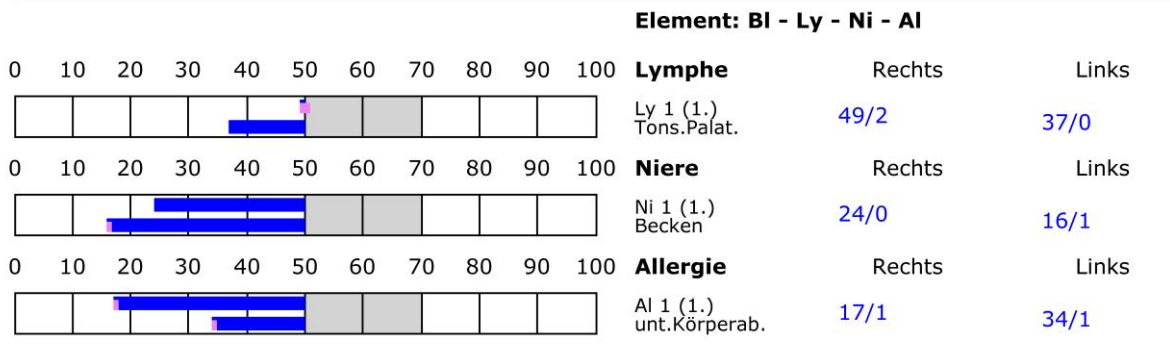 Element: Bl - Ly - Ni - Al
0 10 20 30 40 50 60 70 80 90 100 Lymphe Rechts Links
Ly 1 (1.)
Tons.Palat. 49/2 37/0
0 10 20 30 40 50 60 70 80 90 100 Niere Rechts Links
Ni 1 (1.)
Becken 24/0 16/1
0 10 20 30 40 50 60 70 80 90 100 Allergie Rechts Links
Al 1 (1.)
unt.Körperab. 17/1 34/1